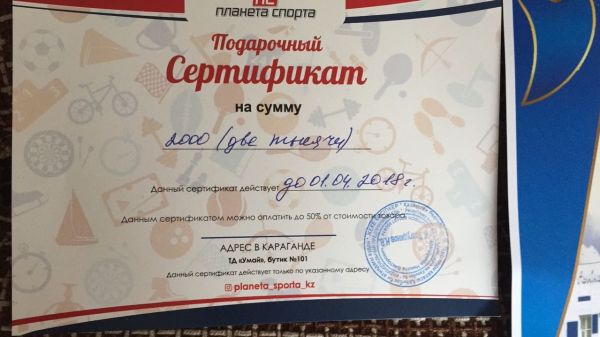 ПС
ПЛАНЕТА СПОРТА
Подарочный
Сертификат
на сумму
2000 (две тысячи)
Данный сертификат действует до 01.04.2018 г.
Данным сертификатом можно оплатить до 50% от стоимости товара
АДРЕС В КАРАГАНДЕ
ТД «Умай», бутик №101
Данный сертификат действует только по указанному адресу
planeta_sporta_kz